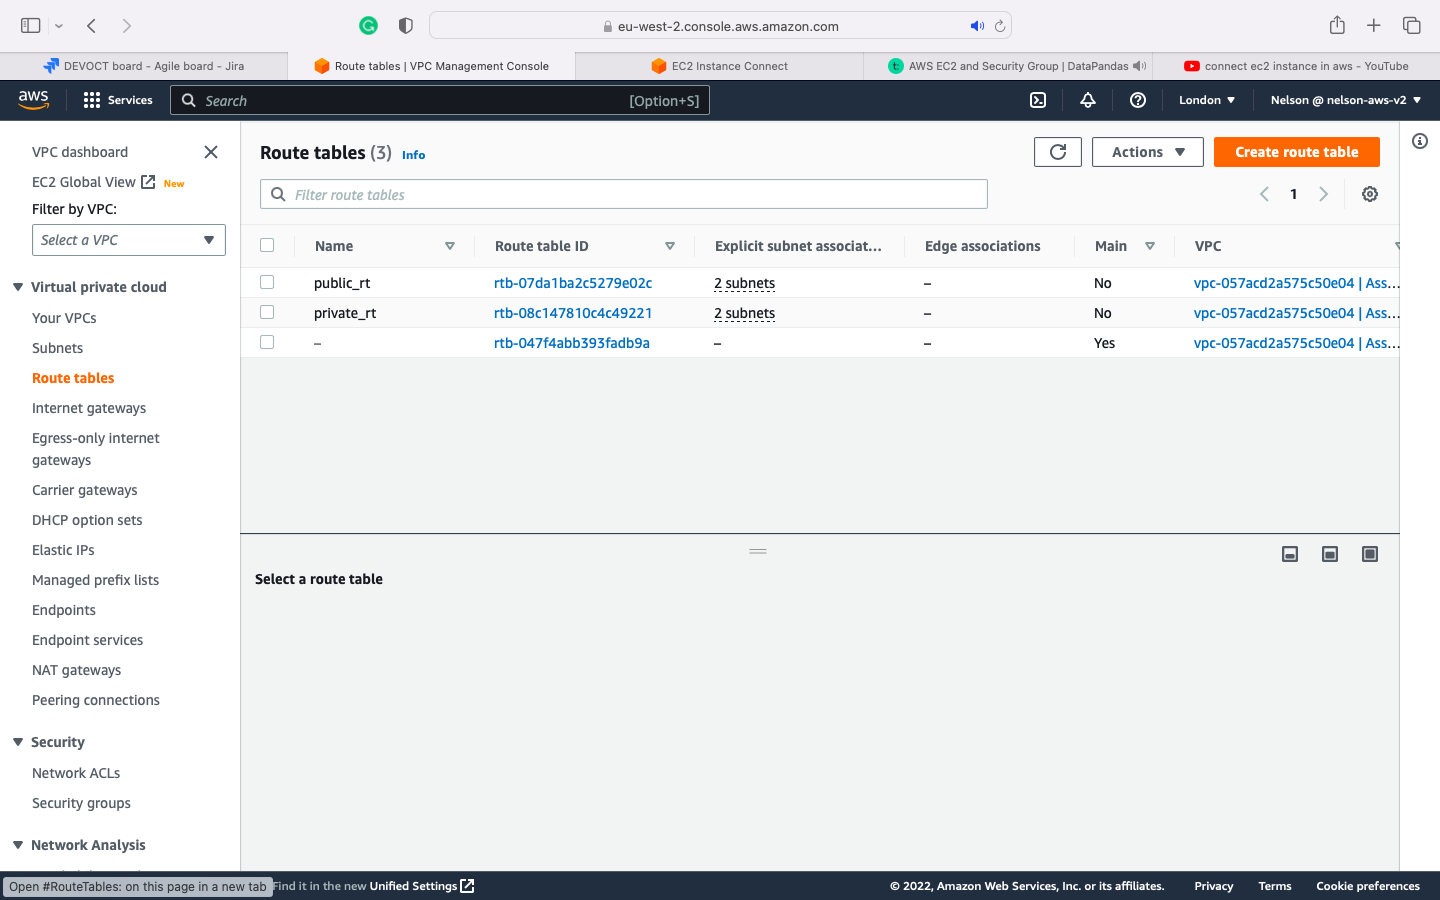 eu-west-2.console.aws.amazon.com
DEVOCT board - Agile board - Jira
Route tables | VPC Management Console
EC2 Instance Connect
AWS EC2 and Security Group | DataPandas
connect ec2 instance in aws - YouTube
aws
Services
Search
[Option+S]
London
Nelson @ nelson-aws-v2
VPC dashboard
EC2 Global View New
Filter by VPC:
Select a VPC
Virtual private cloud
Your VPCs
Subnets
Route tables
Internet gateways
Egress-only internet
gateways
Carrier gateways
DHCP option sets
Elastic IPs
Managed prefix lists
Endpoints
Endpoint services
NAT gateways
Peering connections
Security
Network ACLs
Security groups
Network Analysis
Route tables (3) Info
Actions
Create route table
Filter route tables
1
Name Route table ID Explicit subnet associat... Edge associations Main VPC
public_rt rtb-07da1ba2c5279e02c 2 subnets – No vpc-057acd2a575c50e04 | Ass...
private_rt rtb-08c147810c4c49221 2 subnets – No vpc-057acd2a575c50e04 | Ass...
– rtb-047f4abb393fadb9a – – Yes vpc-057acd2a575c50e04 | Ass...
Select a route table
Open #RouteTables: on this page in a new tab
Find it in the new Unified Settings
© 2022, Amazon Web Services, Inc. or its affiliates.
Privacy
Terms
Cookie preferences